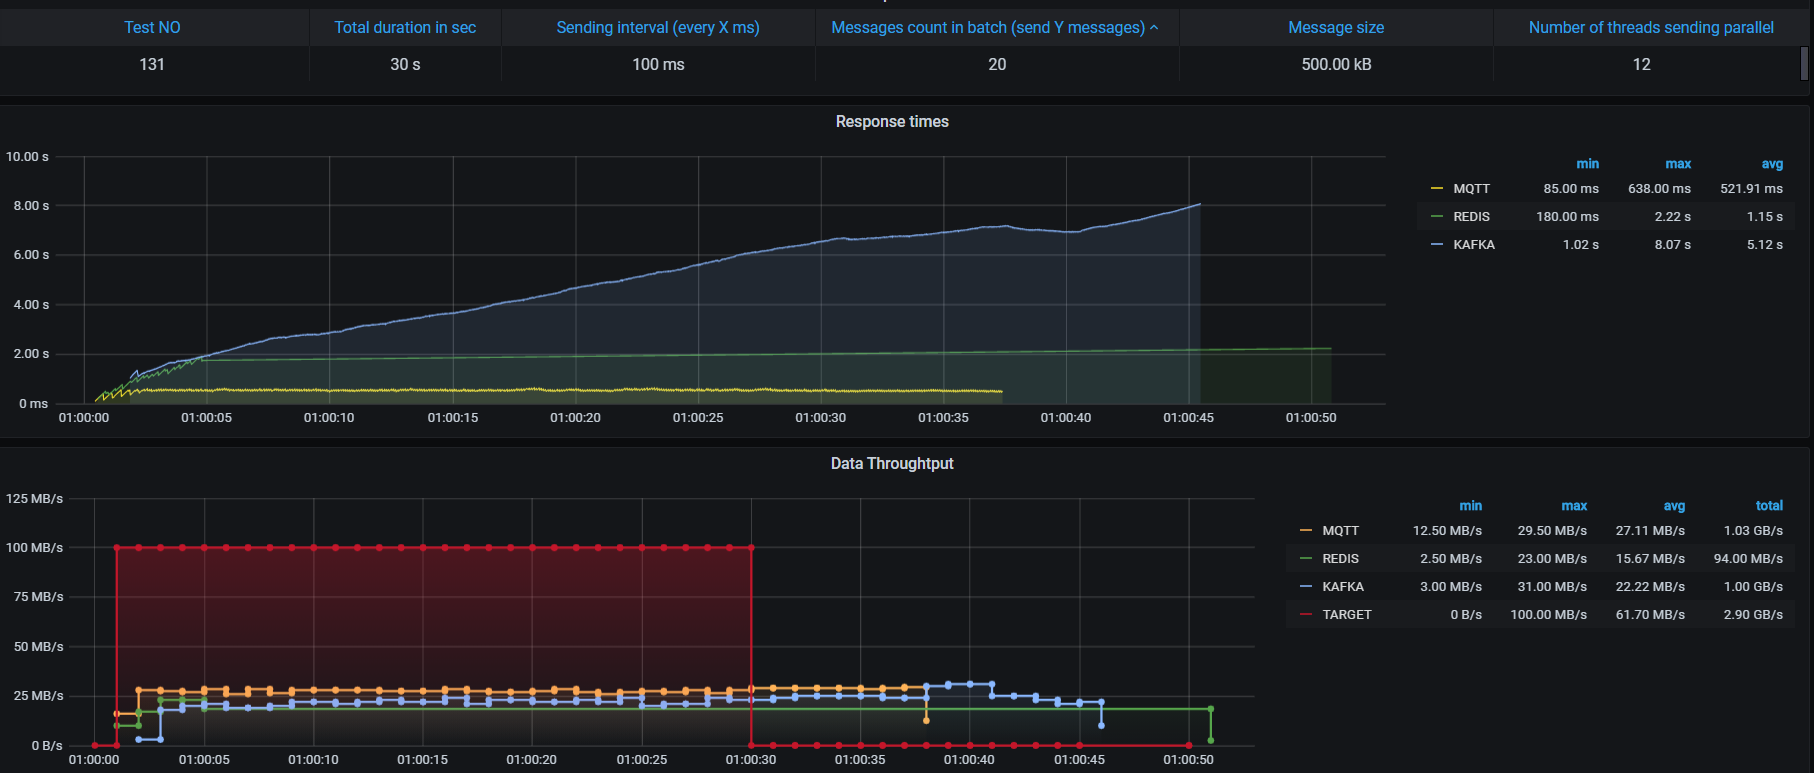 Test NO Total duration in sec Sending interval (every X ms) Messages count in batch (send Y messages) Message size Number of threads sending parallel
131 30 s 100 ms 20 500.00 kB 12
Response times
10.00 s
8.00 s
6.00 s
4.00 s
2.00 s
0 ms
01:00:00 01:00:05 01:00:10 01:00:15 01:00:20 01:00:25 01:00:30 01:00:35 01:00:40 01:00:45 01:00:50
min max avg
MQTT 85.00 ms 638.00 ms 521.91 ms
REDIS 180.00 ms 2.22 s 1.15 s
KAFKA 1.02 s 8.07 s 5.12 s
Data Throughtput
125 MB/s
100 MB/s
75 MB/s
50 MB/s
25 MB/s
0 B/s
01:00:00 01:00:05 01:00:10 01:00:15 01:00:20 01:00:25 01:00:30 01:00:35 01:00:40 01:00:45 01:00:50
min max avg total
MQTT 12.50 MB/s 29.50 MB/s 27.11 MB/s 1.03 GB/s
REDIS 2.50 MB/s 23.00 MB/s 15.67 MB/s 94.00 MB/s
KAFKA 3.00 MB/s 31.00 MB/s 22.22 MB/s 1.00 GB/s
TARGET 0 B/s 100.00 MB/s 61.70 MB/s 2.90 GB/s